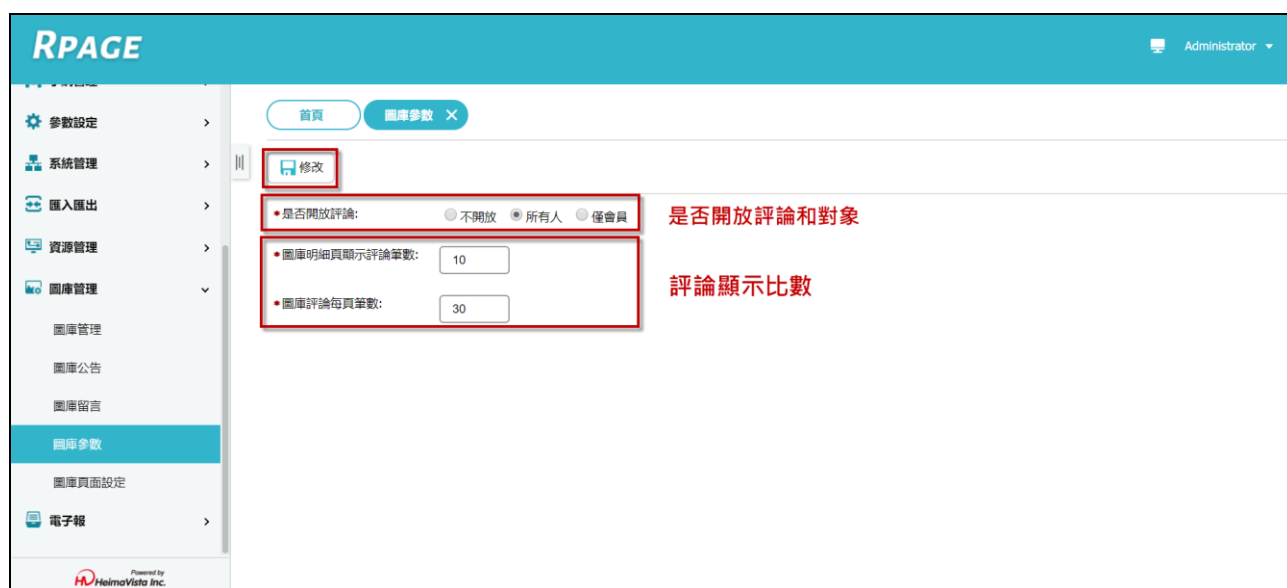 RPAGE
Administrator
參數設定
系統管理
匯入匯出
資源管理
圖庫管理
圖庫管理
圖庫公告
圖庫留言
圖庫參數
圖庫頁面設定
電子報
Powered by
HeimaVista Inc.
首頁 圖庫參數
修改
*是否開放評論: 不開放 所有人 僅會員
是否開放評論和對象
*圖庫明細頁顯示評論筆數: 10
評論顯示比數
*圖庫評論每頁筆數: 30